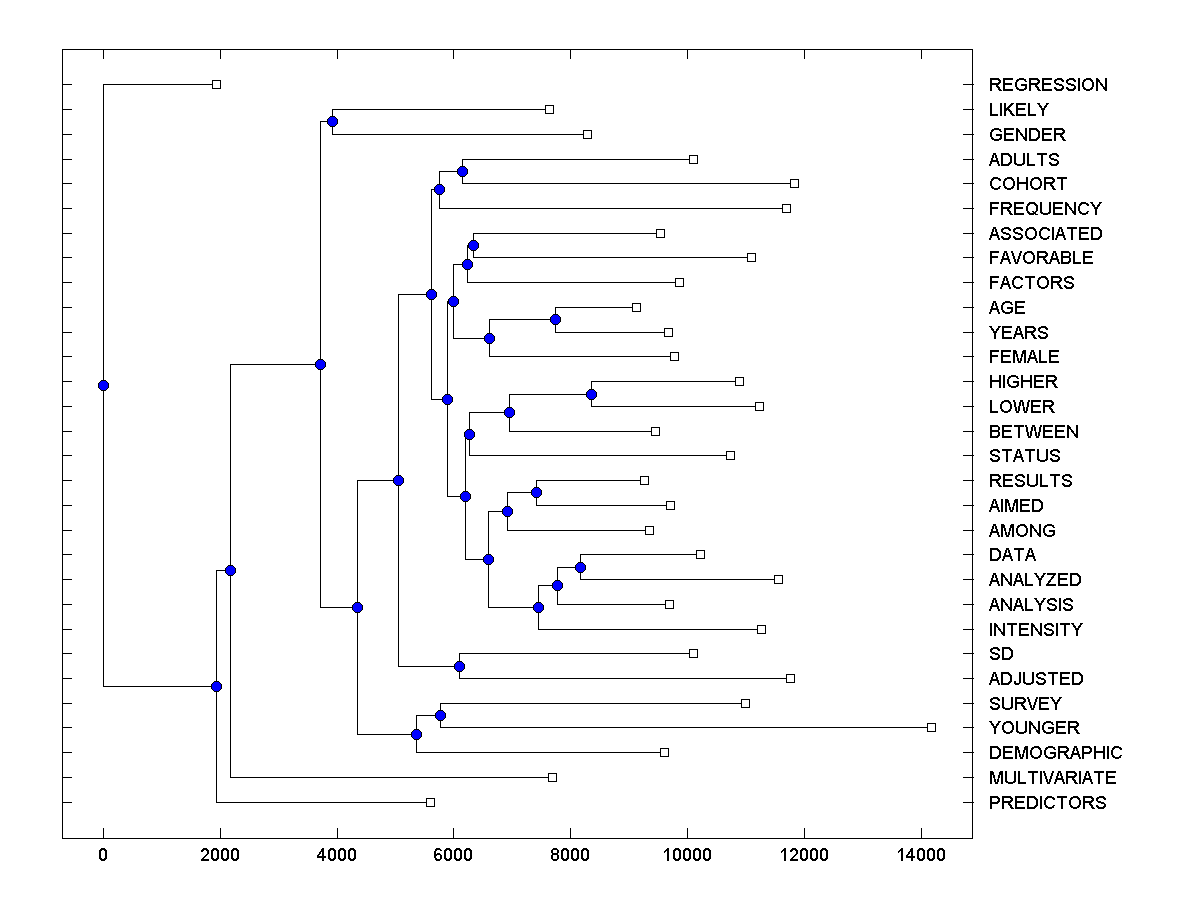 REGRESSION
LIKELY
GENDER
ADULTS
COHORT
FREQUENCY
ASSOCIATED
FAVORABLE
FACTORS
AGE
YEARS
FEMALE
HIGHER
LOWER
BETWEEN
STATUS
RESULTS
AIMED
AMONG
DATA
ANALYZED
ANALYSIS
INTENSITY
SD
ADJUSTED
SURVEY
YOUNGER
DEMOGRAPHIC
MULTIVARIATE
PREDICTORS
0 2000 4000 6000 8000 10000 12000 14000